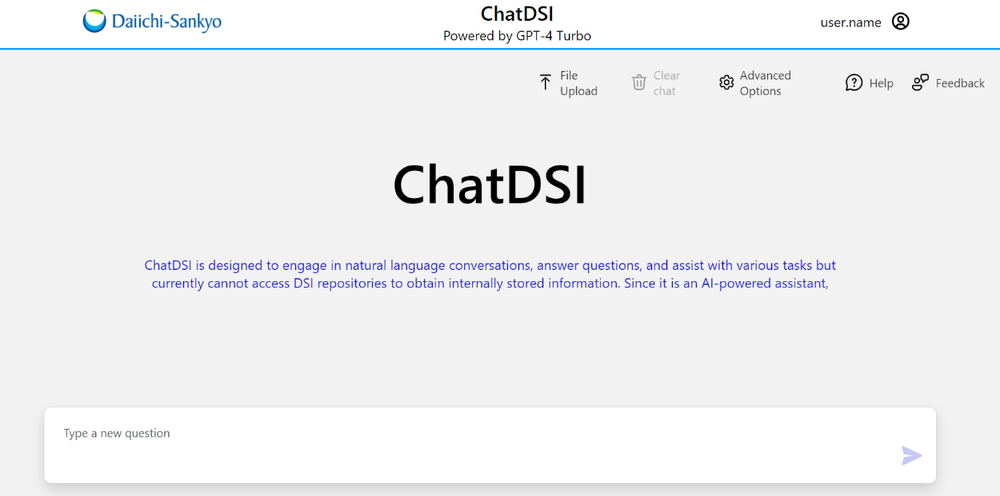 Daiichi-Sankyo
ChatDSI
Powered by GPT-4 Turbo
user.name
File
Upload
Clear
chat
Advanced
Options
Help
Feedback
ChatDSI
ChatDSI is designed to engage in natural language conversations, answer questions, and assist with various tasks but
currently cannot access DSI repositories to obtain internally stored information. Since it is an AI-powered assistant,
Type a new question